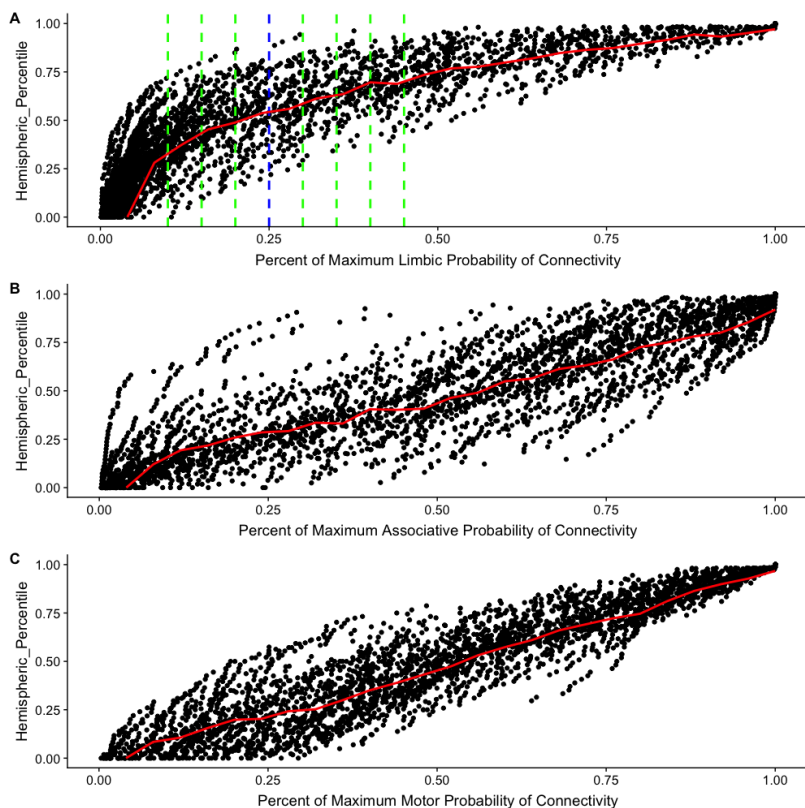 A
Hemispheric_Percentile
1.00
0.75
0.50
0.25
0.00
0.00 0.25 0.50 0.75 1.00
Percent of Maximum Limbic Probability of Connectivity
B
Hemispheric_Percentile
1.00
0.75
0.50
0.25
0.00
0.00 0.25 0.50 0.75 1.00
Percent of Maximum Associative Probability of Connectivity
C
Hemispheric_Percentile
1.00
0.75
0.50
0.25
0.00
0.00 0.25 0.50 0.75 1.00
Percent of Maximum Motor Probability of Connectivity